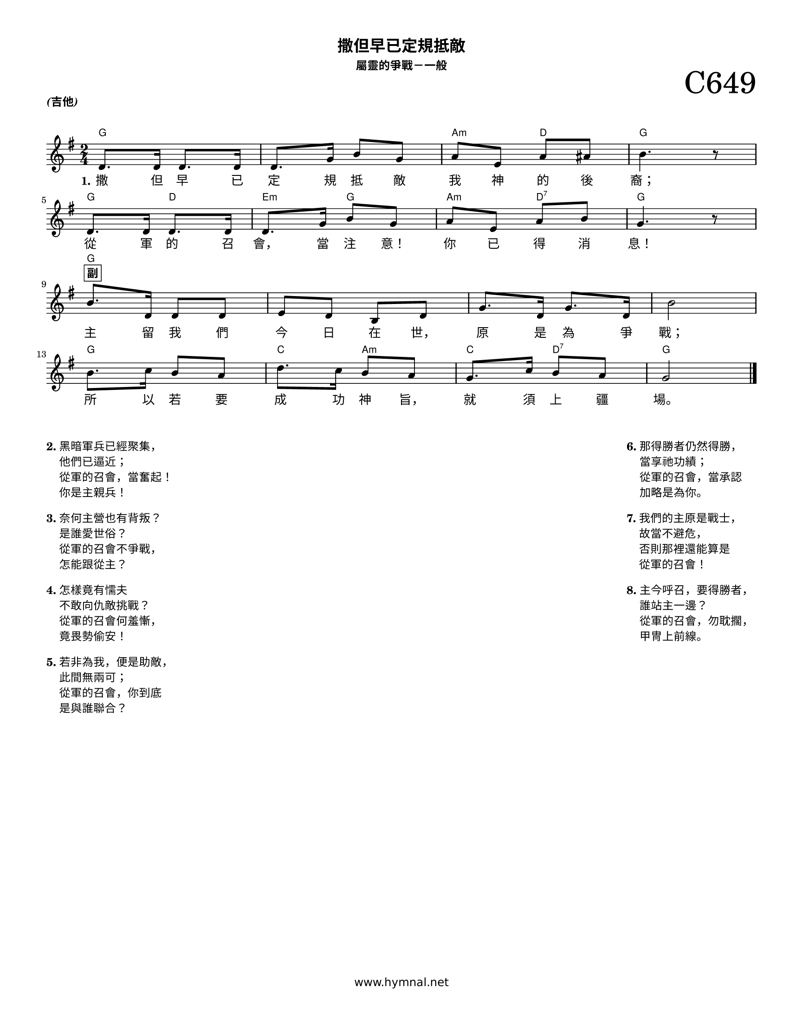 撒但早已定規抵敵
屬靈的爭戰－一般
C649
(吉他)
G Am D G
2 4
1. 撒 但 早 已 定 規 抵 敵 我 神 的 後 裔；
G D Em G Am D7 G
5
從 軍 的 召 會， 當 注 意！ 你 已 得 消 息！
G
副
9
主 留 我 們 今 日 在 世， 原 是 為 爭 戰；
G C Am C D7 G
13
所 以 若 要 成 功 神 旨， 就 須 上 疆 場。
2. 黑暗軍兵已經聚集，
他們已逼近；
從軍的召會，當奮起！
你是主親兵！
3. 奈何主營也有背叛？
是誰愛世俗？
從軍的召會不爭戰，
怎能跟從主？
4. 怎樣竟有懦夫
不敢向仇敵挑戰？
從軍的召會何羞慚，
竟畏勢偷安！
5. 若非為我，便是助敵，
此間無兩可；
從軍的召會，你到底
是與誰聯合？
6. 那得勝者仍然得勝，
當享祂功績；
從軍的召會，當承認
加略是為你。
7. 我們的主原是戰士，
故當不避危，
否則那裡還能算是
從軍的召會！
8. 主今呼召，要得勝者，
誰站主一邊？
從軍的召會，勿耽擱，
甲冑上前線。
www.hymnal.net